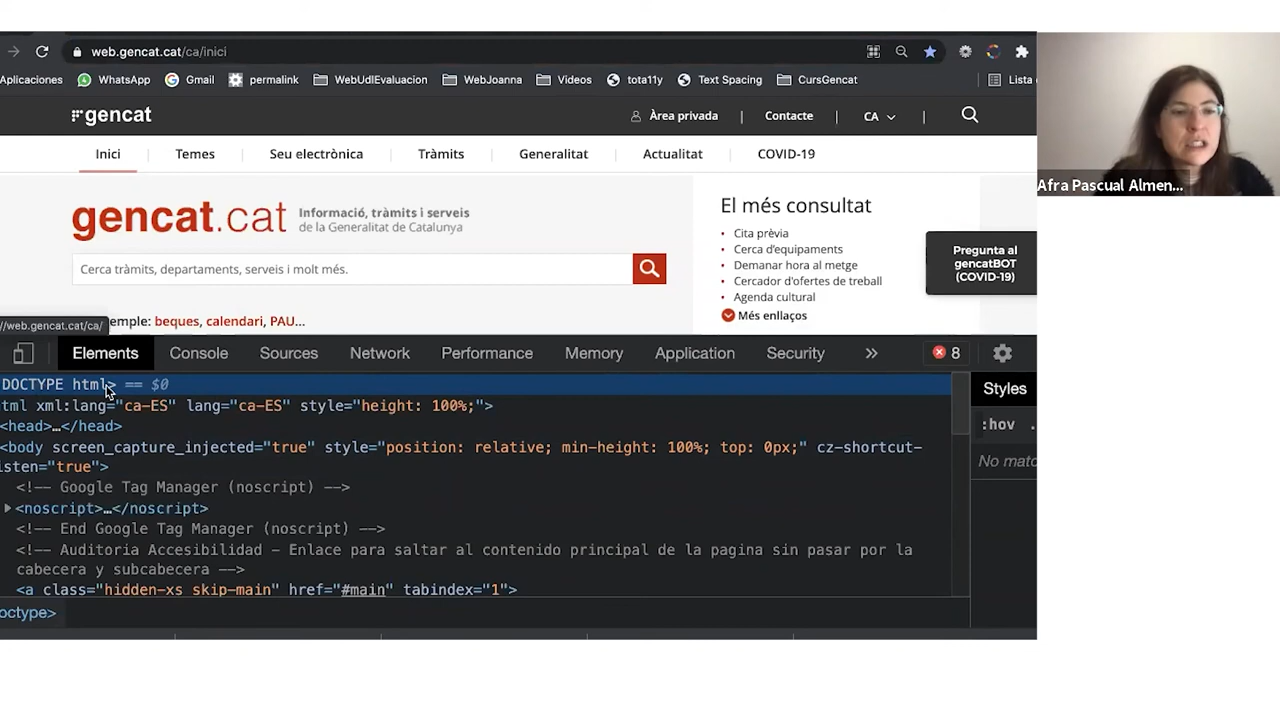 web.gencat.cat/ca/inici
Aplicaciones WhatsApp Gmail permalink WebUdlEvaluacion WebJoanna Videos tota11y Text Spacing CursGencat Lista
gencat Àrea privada | Contacte | CA |
Inici Temes Seu electrònica Tràmits Generalitat Actualitat COVID-19
gencat.cat Informació, tràmits i serveis
de la Generalitat de Catalunya
Cerca tràmits, departaments, serveis i molt més.
emple: beques, calendari, PAU...
El més consultat
Cita prèvia
Cerca d'equipaments
Demanar hora al metge
Cercador d'ofertes de treball
Agenda cultural
Més enllaços
Pregunta al
gencatBOT
(COVID-19)
//web.gencat.cat/ca/
Elements Console Sources Network Performance Memory Application Security » 8
DOCTYPE html> == $0
html xml:lang="ca-ES" lang="ca-ES" style="height: 100%;">
<head>…</head>
<body screen_capture_injected="true" style="position: relative; min-height: 100%; top: 0px;" cz-shortcut-
isten="true">
<!-- Google Tag Manager (noscript) -->
<noscript>…</noscript>
<!-- End Google Tag Manager (noscript) -->
<!-- Auditoria Accesibilidad - Enlace para saltar al contenido principal de la pagina sin pasar por la
cabecera y subcabecera -->
<a class="hidden-xs skip-main" href="#main" tabindex="1">
octype>
Styles
:hov .
No matc
Afra Pascual Almen...